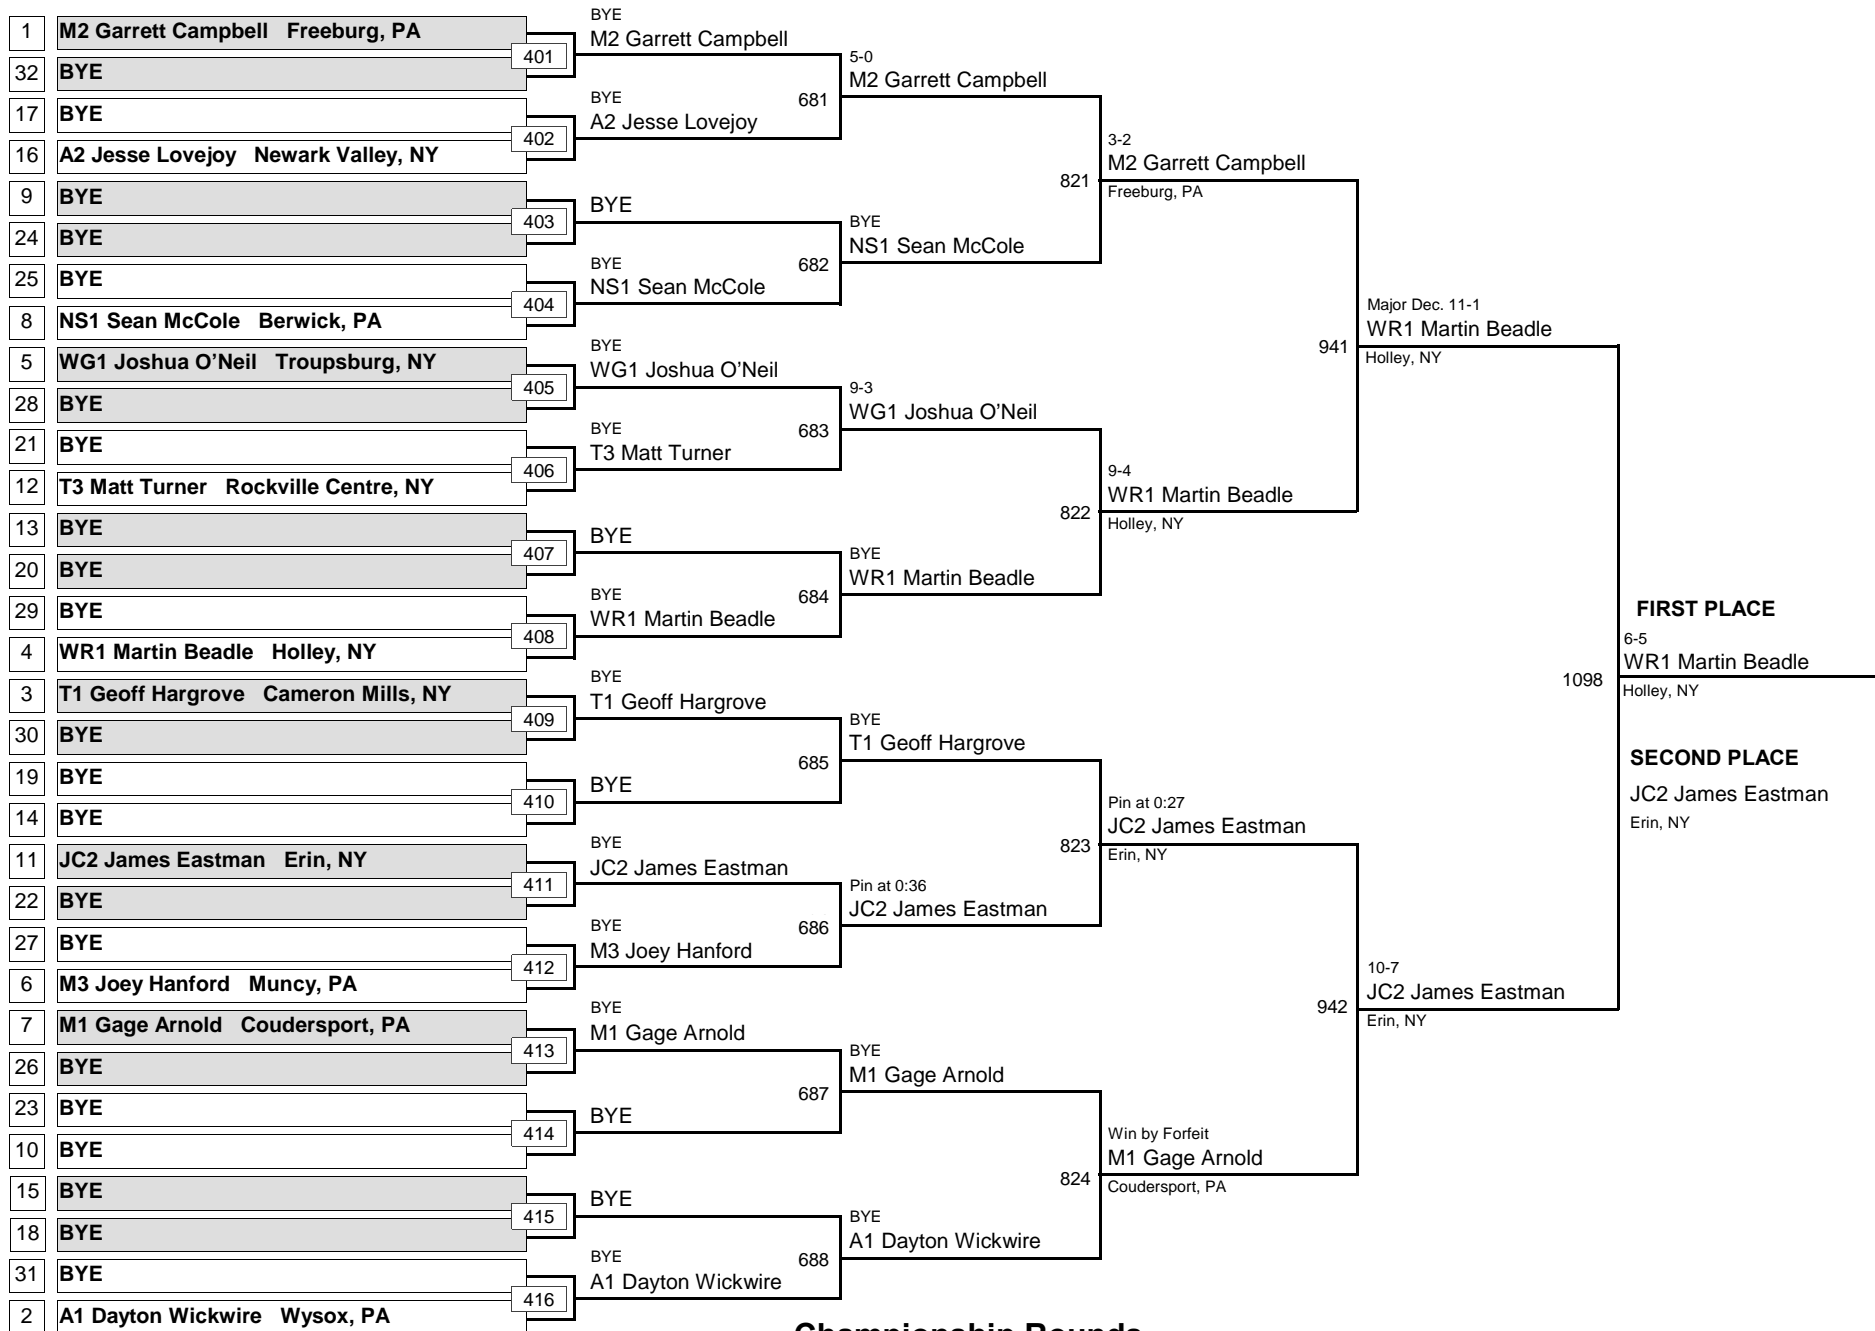 1 M2 Garrett Campbell Freeburg, PA
32 BYE
17 BYE
16 A2 Jesse Lovejoy Newark Valley, NY
9 BYE
24 BYE
25 BYE
8 NS1 Sean McCole Berwick, PA
5 WG1 Joshua O’Neil Troupsburg, NY
28 BYE
21 BYE
12 T3 Matt Turner Rockville Centre, NY
13 BYE
20 BYE
29 BYE
4 WR1 Martin Beadle Holley, NY
3 T1 Geoff Hargrove Cameron Mills, NY
30 BYE
19 BYE
14 BYE
11 JC2 James Eastman Erin, NY
22 BYE
27 BYE
6 M3 Joey Hanford Muncy, PA
7 M1 Gage Arnold Coudersport, PA
26 BYE
23 BYE
10 BYE
15 BYE
18 BYE
31 BYE
2 A1 Dayton Wickwire Wysox, PA
401
402
403
404
405
406
407
408
409
410
411
412
413
414
415
416
BYE
M2 Garrett Campbell
BYE
A2 Jesse Lovejoy
BYE
BYE
NS1 Sean McCole
BYE
WG1 Joshua O’Neil
BYE
T3 Matt Turner
BYE
BYE
WR1 Martin Beadle
BYE
T1 Geoff Hargrove
BYE
BYE
JC2 James Eastman
BYE
M3 Joey Hanford
BYE
M1 Gage Arnold
BYE
BYE
BYE
A1 Dayton Wickwire
681
682
683
684
685
686
687
688
5-0
M2 Garrett Campbell
BYE
NS1 Sean McCole
9-3
WG1 Joshua O’Neil
BYE
WR1 Martin Beadle
BYE
T1 Geoff Hargrove
Pin at 0:36
JC2 James Eastman
BYE
M1 Gage Arnold
BYE
A1 Dayton Wickwire
821
822
823
824
3-2
M2 Garrett Campbell
Freeburg, PA
9-4
WR1 Martin Beadle
Holley, NY
Pin at 0:27
JC2 James Eastman
Erin, NY
Win by Forfeit
M1 Gage Arnold
Coudersport, PA
941
942
Major Dec. 11-1
WR1 Martin Beadle
Holley, NY
10-7
JC2 James Eastman
Erin, NY
1098
FIRST PLACE
6-5
WR1 Martin Beadle
Holley, NY
SECOND PLACE
JC2 James Eastman
Erin, NY
Championship Rounds